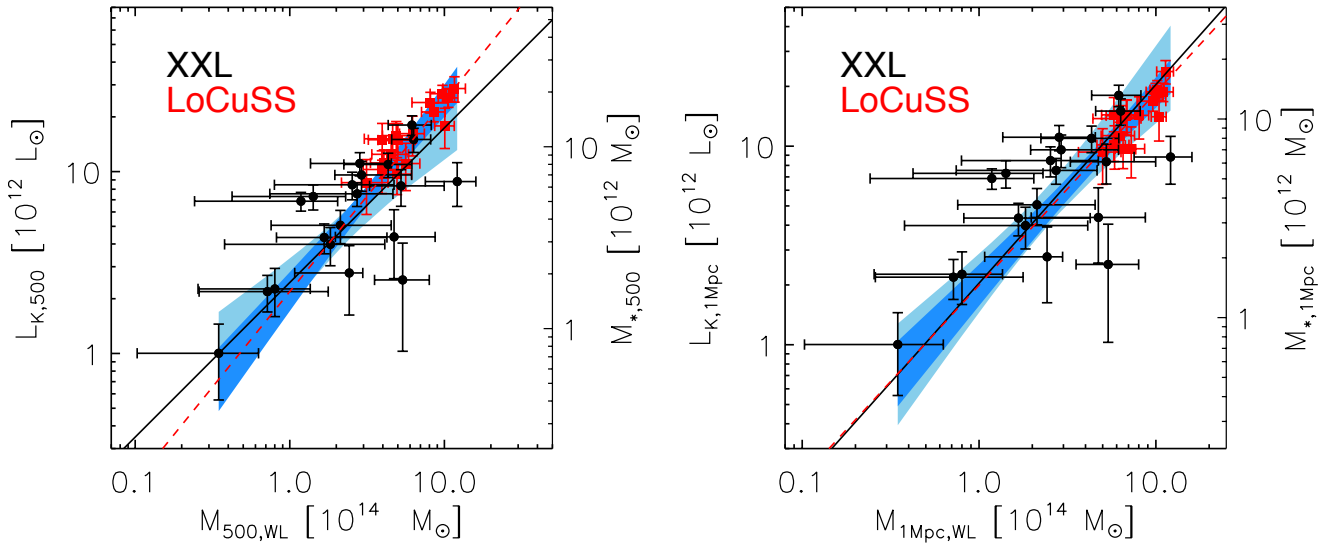 XXL
LoCuSS
10
1
L_K,500 [10^12 L_⊙]
10
1
M_*,500 [10^12 M_⊙]
0.1 1.0 10.0
M_500,WL [10^14 M_⊙]
XXL
LoCuSS
10
1
L_K,1Mpc [10^12 L_⊙]
10
1
M_*,1Mpc [10^12 M_⊙]
0.1 1.0 10.0
M_1Mpc,WL [10^14 M_⊙]